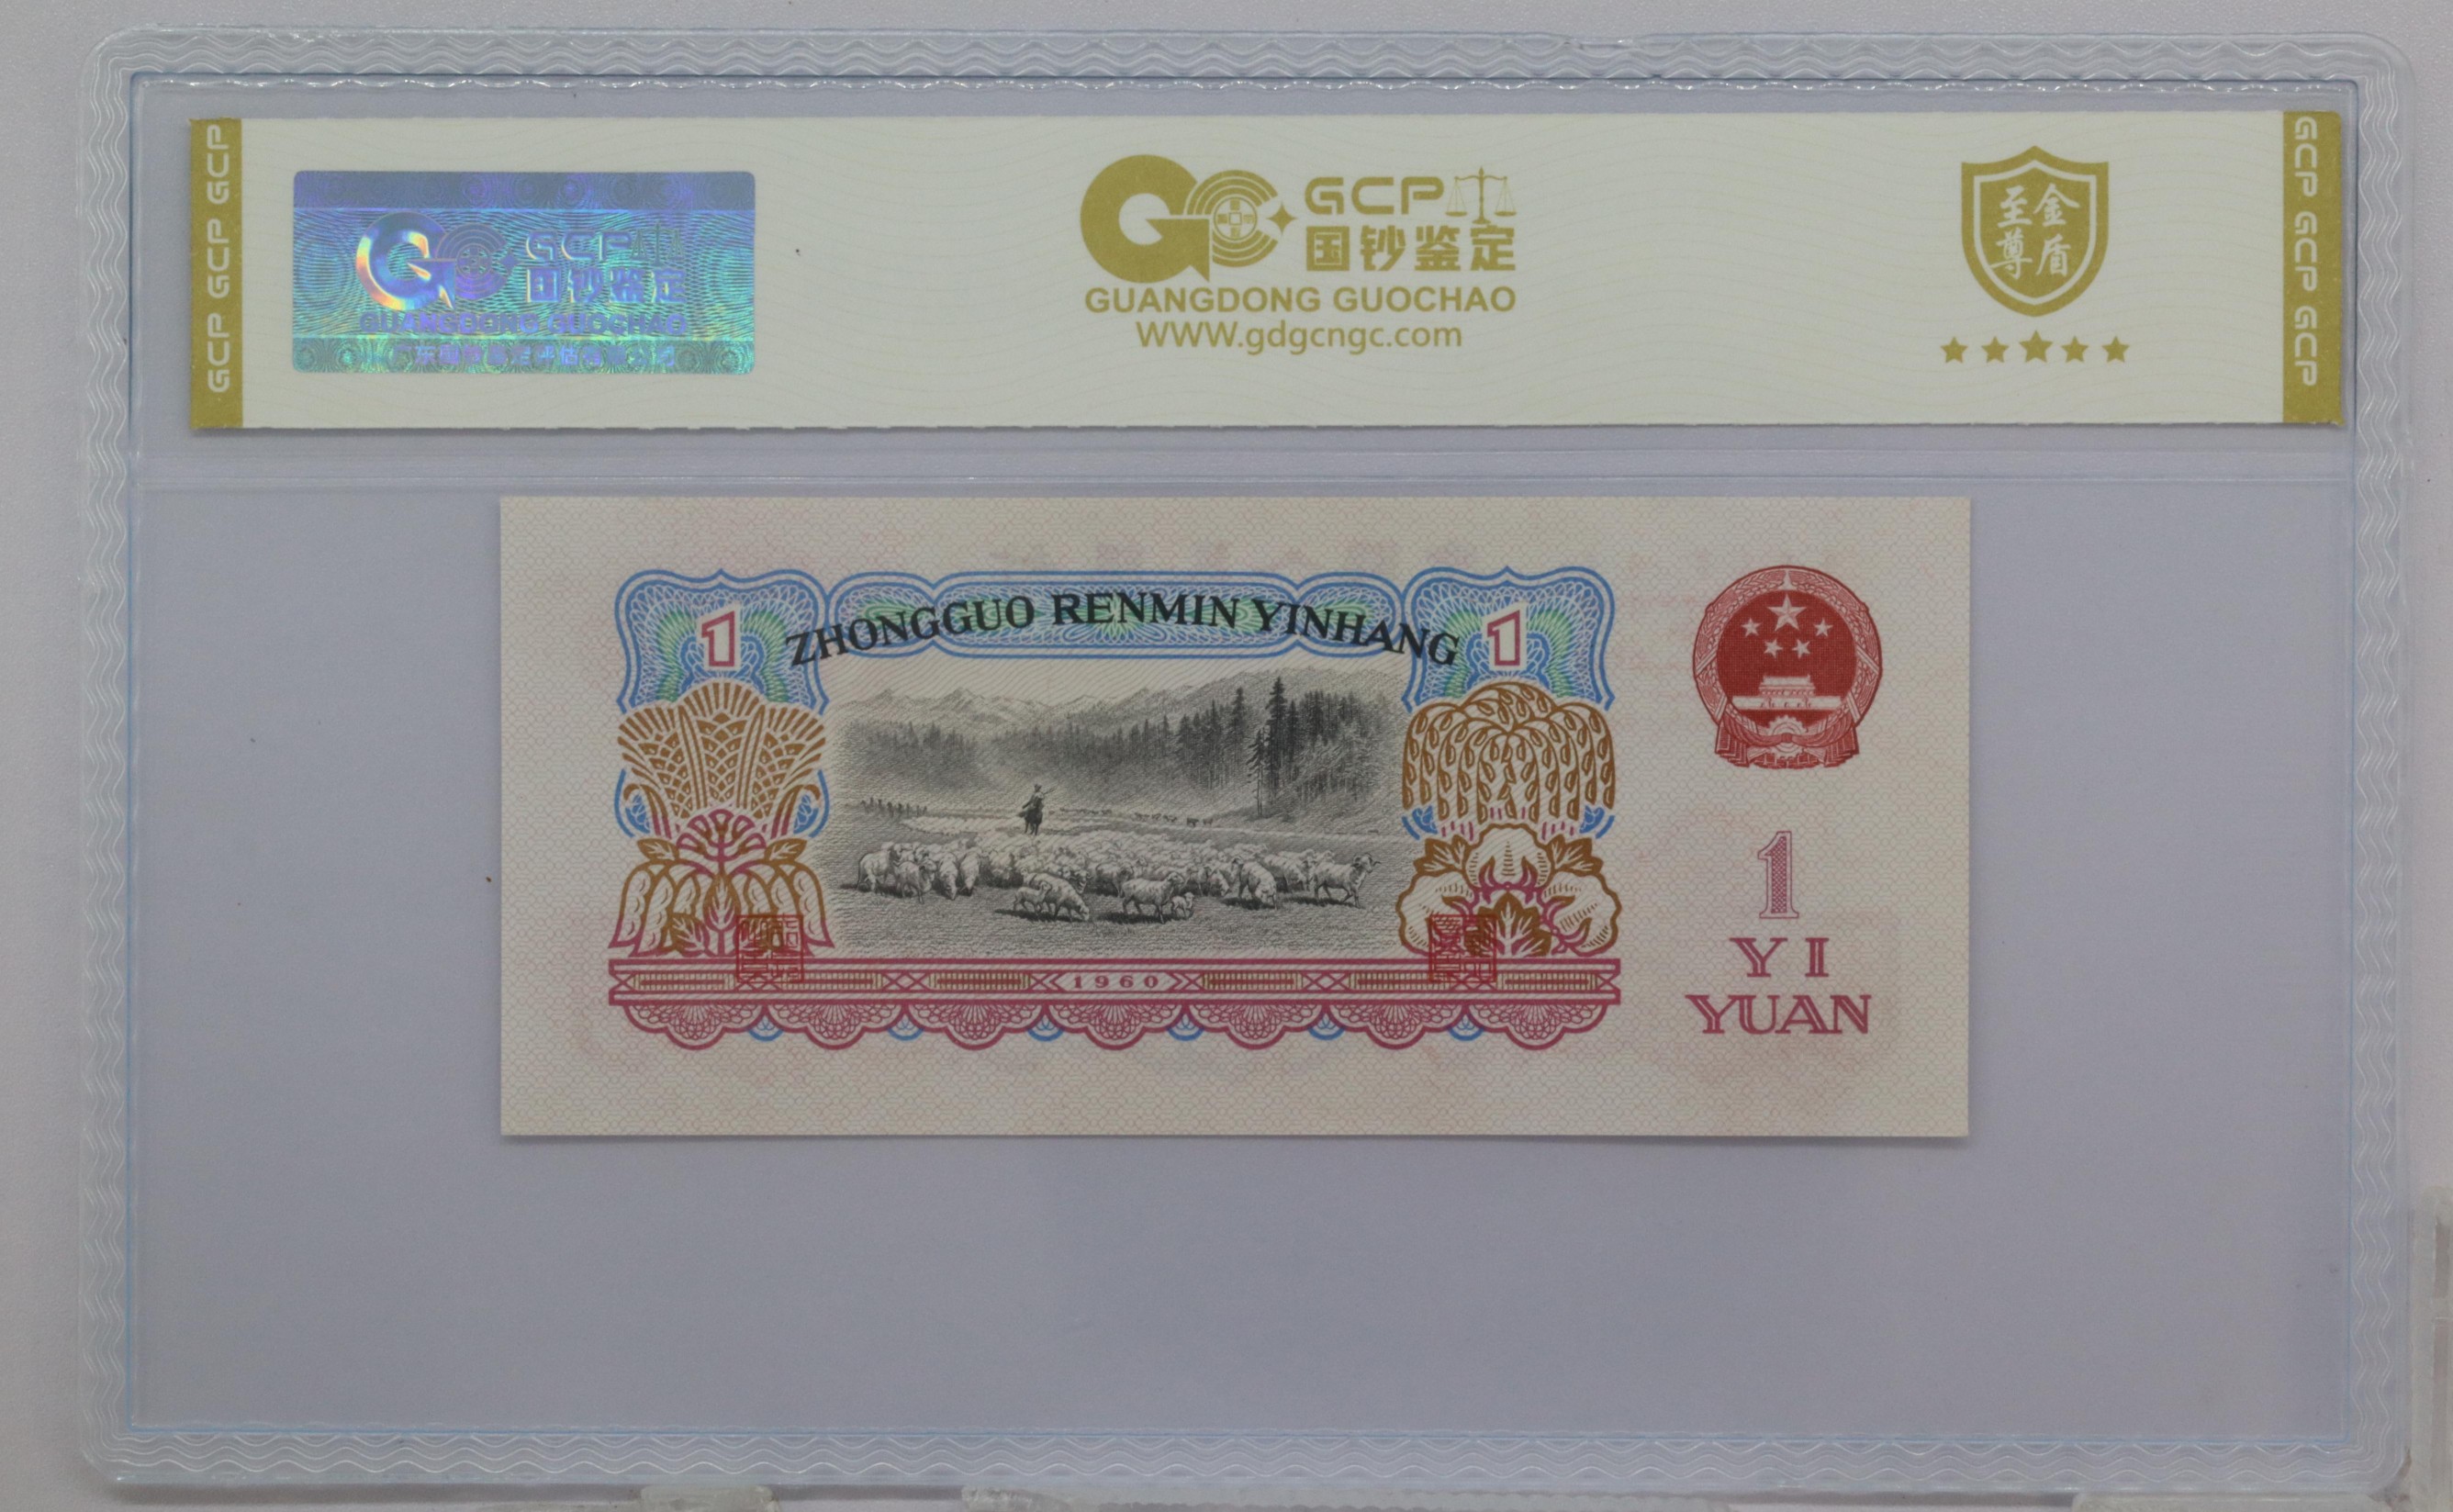 GCP GCP GCP
GCP
国钞鉴定
GUANGDONG GUOCHAO
GCP
国钞鉴定
GUANGDONG GUOCHAO
WWW.gdgcngc.com
至尊
金盾
GCP GCP GCP
ZHONGGUO RENMIN YINHANG
1
1
1
YI
YUAN
1960